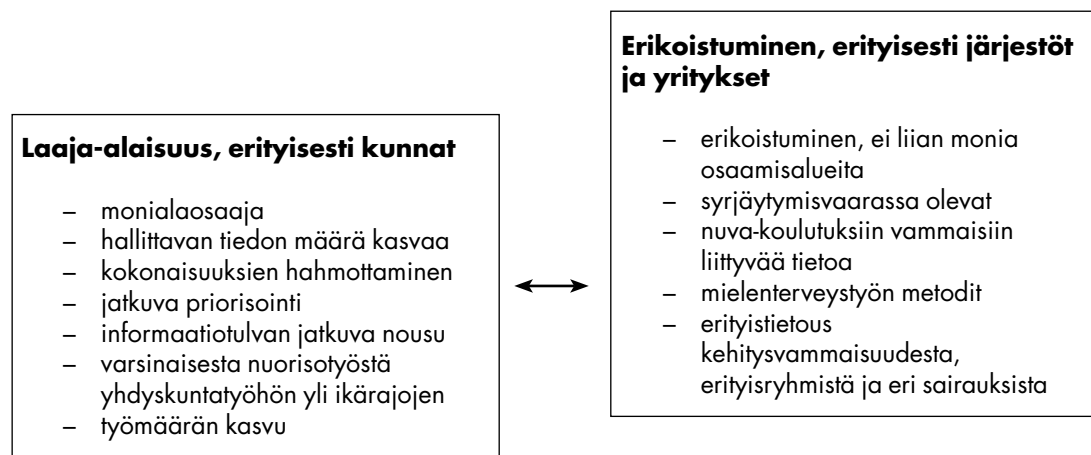 Laaja-alaisuus, erityisesti kunnat
– monialaosaaja
– hallittavan tiedon määrä kasvaa
– kokonaisuuksien hahmottaminen
– jatkuva priorisointi
– informaatiotulvan jatkuva nousu
– varsinaisesta nuorisotyöstä
yhdyskuntatyöhön yli ikärajojen
– työmäärän kasvu
Erikoistuminen, erityisesti järjestöt
ja yritykset
– erikoistuminen, ei liian monia
osaamisalueita
– syrjäytymisvaarassa olevat
– nuva-koulutuksiin vammaisiin
liittyvää tietoa
– mielenterveystyön metodit
– erityistietous
kehitysvammaisuudesta,
erityisryhmistä ja eri sairauksista